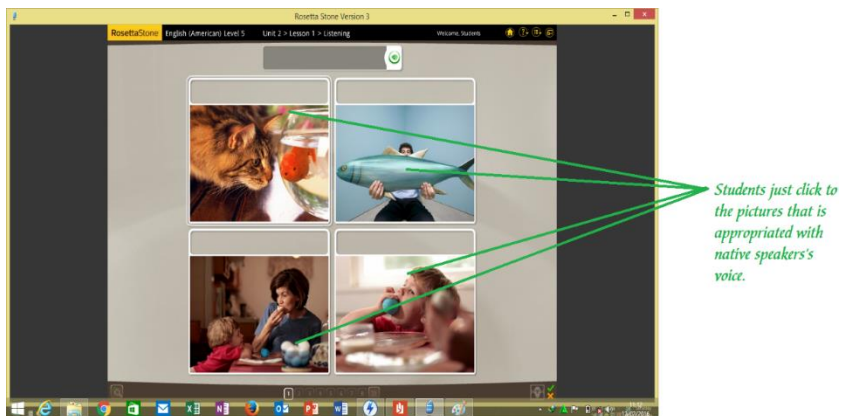 Rosetta Stone Version 3
RosettaStone English (American) Level 5 Unit 2 > Lesson 1 > Listening Welcome, Students
Students just click to
the pictures that is
appropriated with
native speakers's
voice.
1